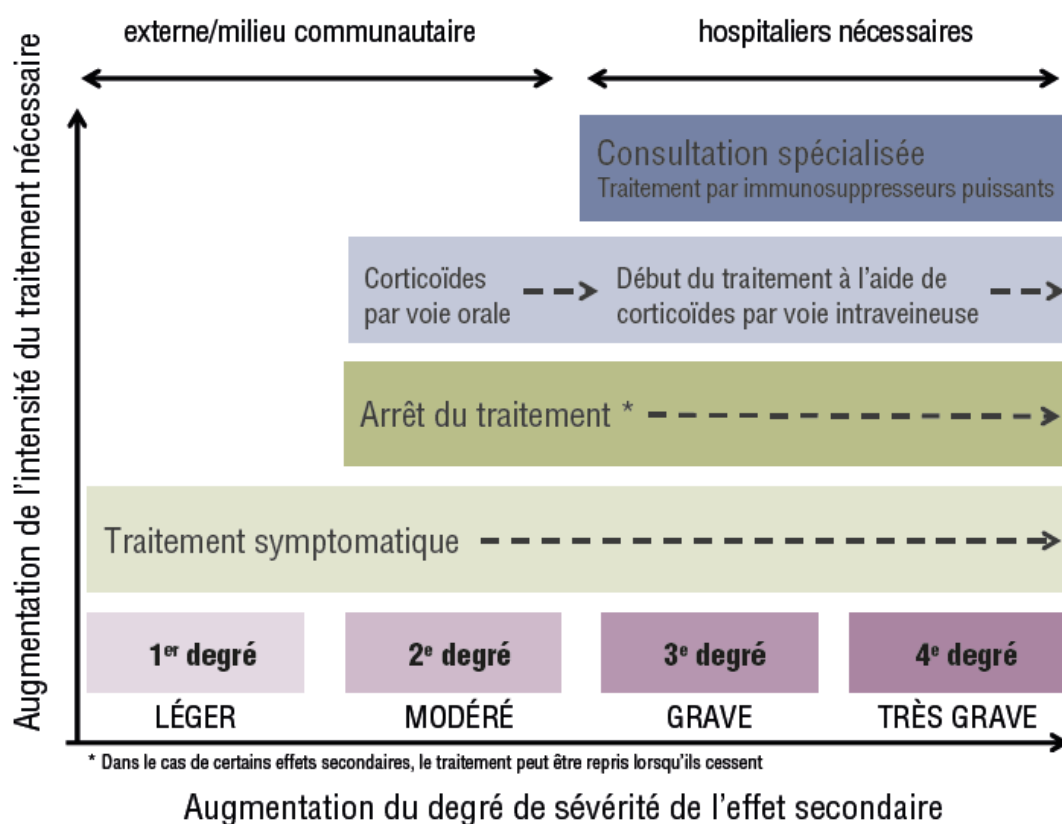 externe/milieu communautaire
hospitaliers nécessaires
Augmentation de l'intensité du traitement nécessaire
Consultation spécialisée
Traitement par immunosuppresseurs puissants
Corticoïdes
par voie orale
Début du traitement à l'aide de
corticoïdes par voie intraveineuse
Arrêt du traitement *
Traitement symptomatique
1er degré
2e degré
3e degré
4e degré
LÉGER
MODÉRÉ
GRAVE
TRÈS GRAVE
* Dans le cas de certains effets secondaires, le traitement peut être repris lorsqu'ils cessent
Augmentation du degré de sévérité de l'effet secondaire